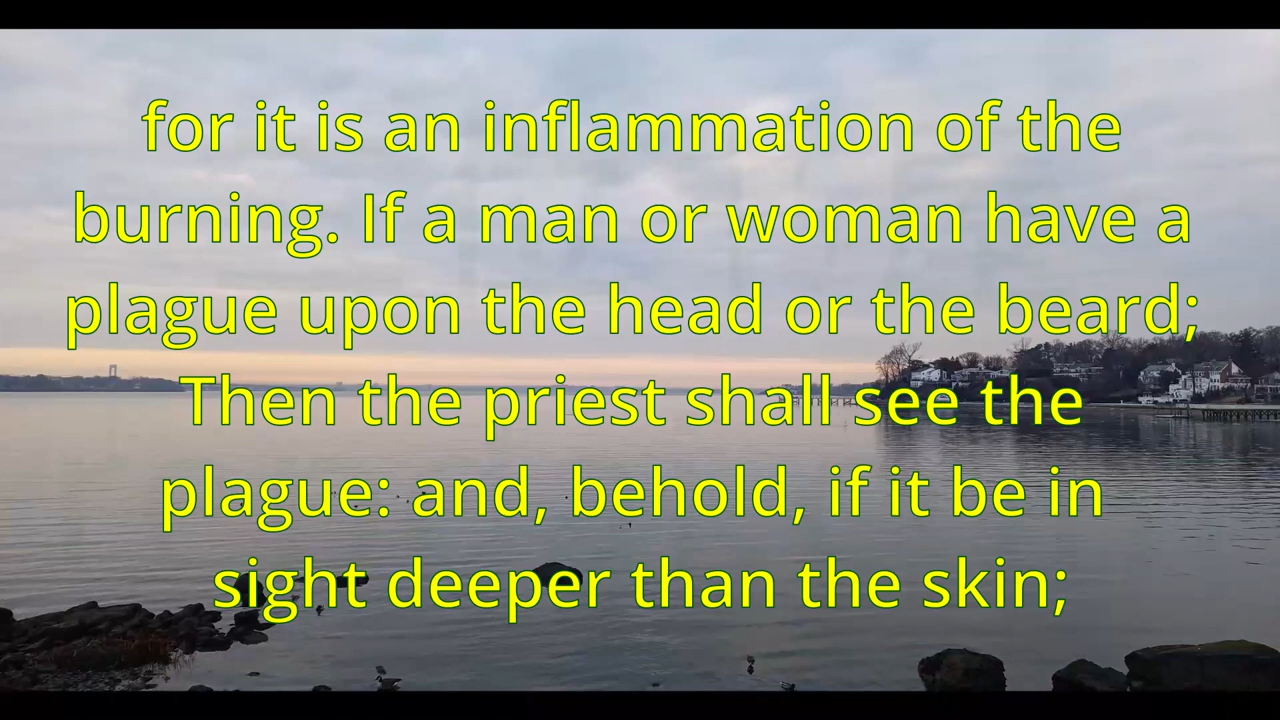 for it is an inflammation of the
burning. If a man or woman have a
plague upon the head or the beard;
Then the priest shall see the
plague: and, behold, if it be in
sight deeper than the skin;